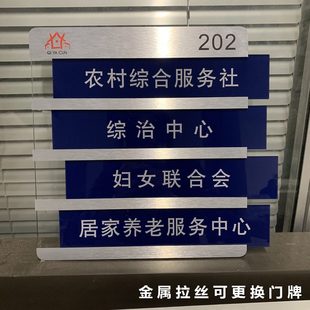 202
农村综合服务社
综治中心
妇女联合会
居家养老服务中心
金属拉丝可更换门牌